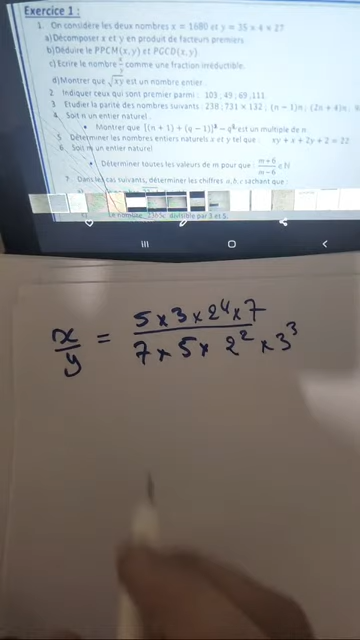 Exercice 1 :
1. On considère les deux nombres x = 1680 et y = 35 × 4 × 27
a) Décomposer x et y en produit de facteurs premiers
b) Déduire le PPCM(x, y) et PGCD(x, y).
c) Ecrire le nombre x/y comme une fraction irréductible.
d) Montrer que √xy est un nombre entier
2 Indiquer ceux qui sont premier parmi : 103 ; 49 ; 69 ; 111
3 Etudier la parité des nombres suivants : 238 ; 731 × 132 ; (n − 1)n ; (2n + 4)n ;
4. Soit n un entier naturel
• Montrer que [(n + 1) + (q − 1)]² − q² est un multiple de n
5 Déterminer les nombres entiers naturels x et y tel que : xy + x + 2y + 2 = 22
6. Soit m un entier naturel
• Déterminer toutes les valeurs de m pour que : m+6/m−6 ∈ ℕ
7 Dans les cas suivants, déterminer les chiffres a, b, c sachant que :
divisible par 3 et 5.
x/y = 5 × 3 × 2⁴ × 7 / 7 × 5 × 2² × 3³